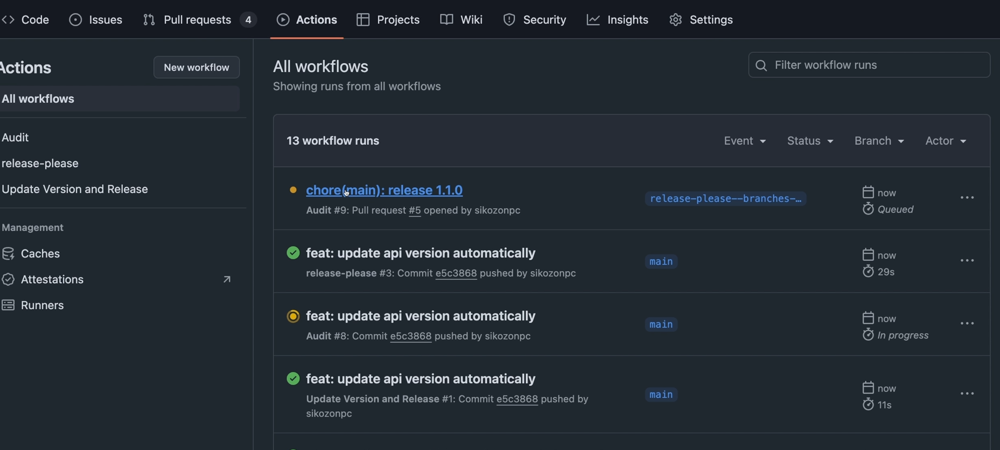 Code Issues Pull requests 4 Actions Projects Wiki Security Insights Settings
Actions
New workflow
All workflows
Audit
release-please
Update Version and Release
Management
Caches
Attestations
Runners
All workflows
Showing runs from all workflows
Filter workflow runs
13 workflow runs
Event Status Branch Actor
chore(main): release 1.1.0
Audit #9: Pull request #5 opened by sikozonpc
release-please--branches-…
now
Queued
feat: update api version automatically
release-please #3: Commit e5c3868 pushed by sikozonpc
main
now
29s
feat: update api version automatically
Audit #8: Commit e5c3868 pushed by sikozonpc
main
now
In progress
feat: update api version automatically
Update Version and Release #1: Commit e5c3868 pushed by
sikozonpc
main
now
11s